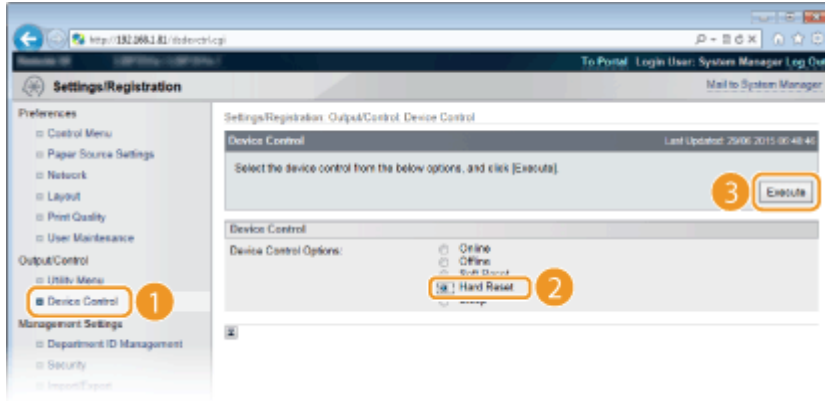 http://192.168.1.81/
To Portal Login User: System Manager Log Out
Settings/Registration
Mail to System Manager
Preferences
Control Menu
Paper Source Settings
Network
Layout
Print Quality
User Maintenance
Output/Control
Utility Menu
Device Control
1
Management Settings
Department ID Management
Security
Import/Export
Settings/Registration: Output/Control: Device Control
Device Control
Last Updated: 29/06 2015 06:48:46
Select the device control from the below options, and click [Execute].
3
Execute
Device Control
Device Control Options:
Online
Offline
Soft Reset
Hard Reset
2
Sleep